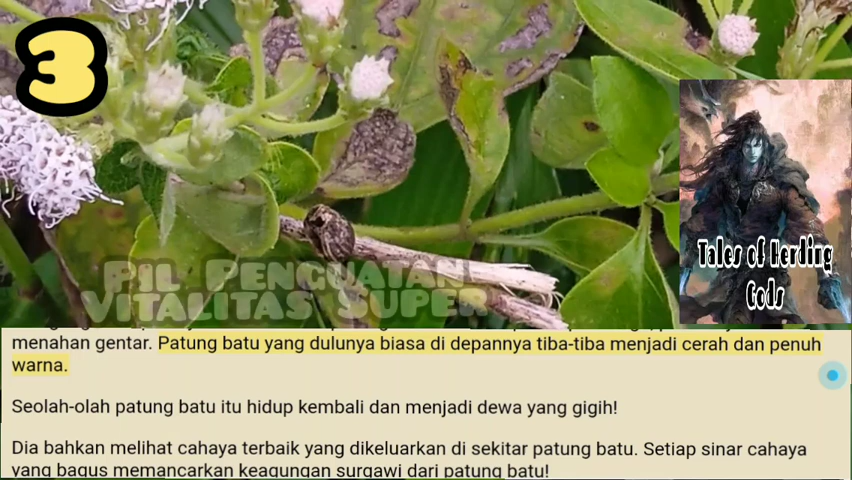 3
Tales of Herding
Gods
PIL PENGUATAN
VITALITAS SUPER
menahan gentar. Patung batu yang dulunya biasa di depannya tiba-tiba menjadi cerah dan penuh
warna.
Seolah-olah patung batu itu hidup kembali dan menjadi dewa yang gigih!
Dia bahkan melihat cahaya terbaik yang dikeluarkan di sekitar patung batu. Setiap sinar cahaya
yang bagus memancarkan keagungan surgawi dari patung batu!